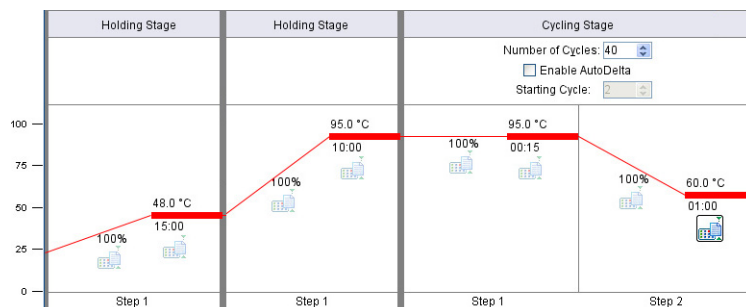 Holding Stage
Holding Stage
Cycling Stage
Number of Cycles: 40
Enable AutoDelta
Starting Cycle: 2
100
75
50
25
0
100%
48.0 °C
15:00
100%
95.0 °C
10:00
100%
95.0 °C
00:15
100%
60.0 °C
01:00
Step 1
Step 1
Step 1
Step 2